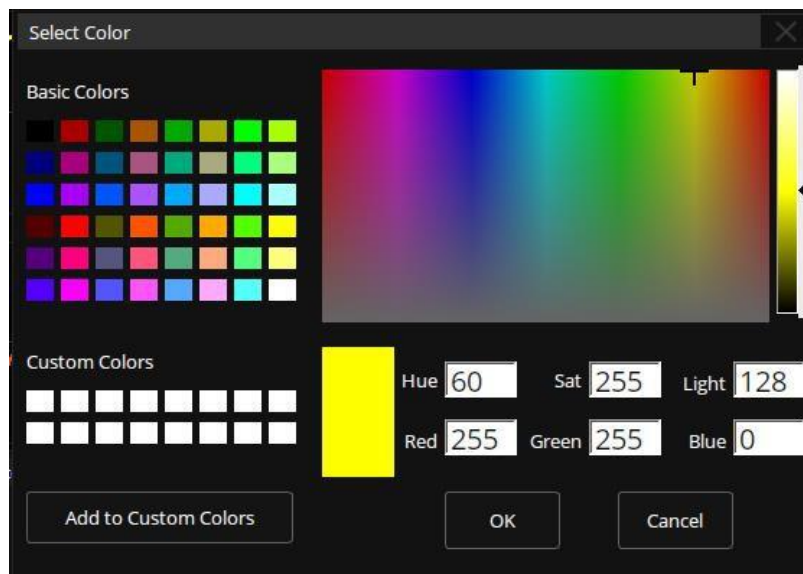 Select Color
Basic Colors
Custom Colors
Hue 60 Sat 255 Light 128
Red 255 Green 255 Blue 0
Add to Custom Colors OK Cancel